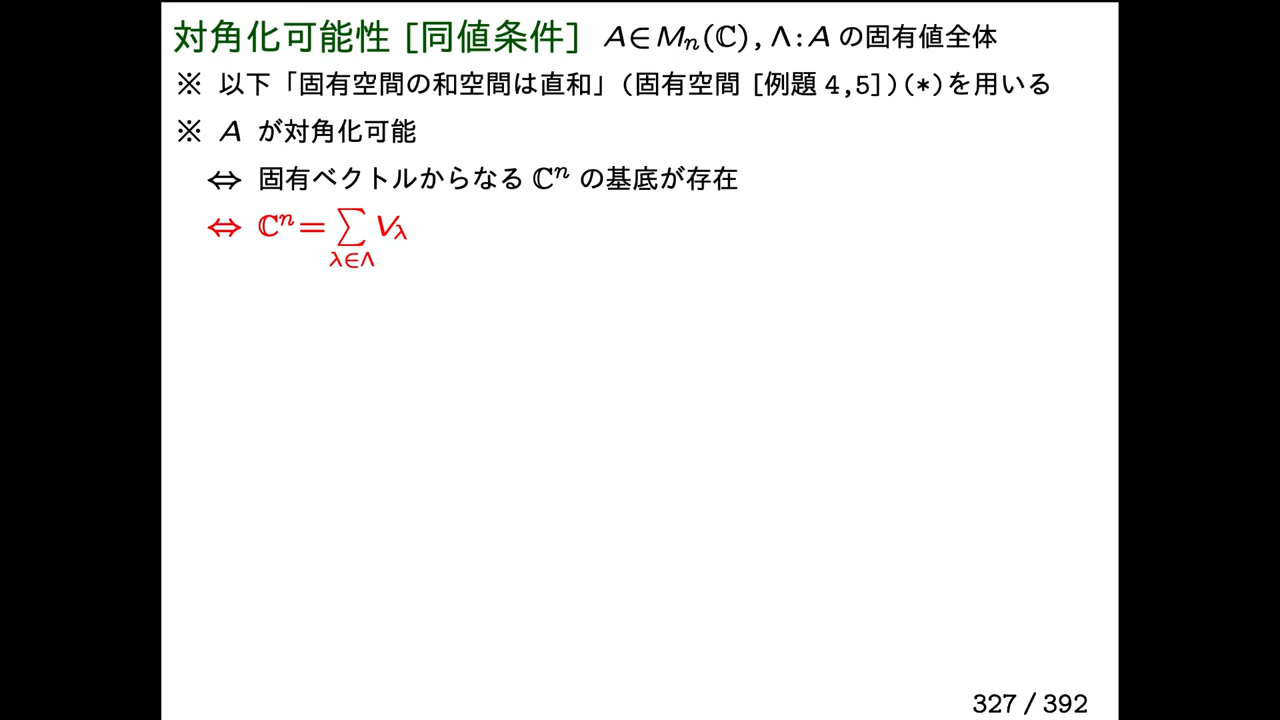 対角化可能性 [同値条件] A∈Mₙ(ℂ), Λ:A の固有値全体
※ 以下「固有空間の和空間は直和」(固有空間 [例題 4,5])(*)を用いる
※ A が対角化可能
⇔ 固有ベクトルからなる ℂⁿ の基底が存在
⇔ ℂⁿ = ∑ V_λ
λ∈Λ
327 / 392